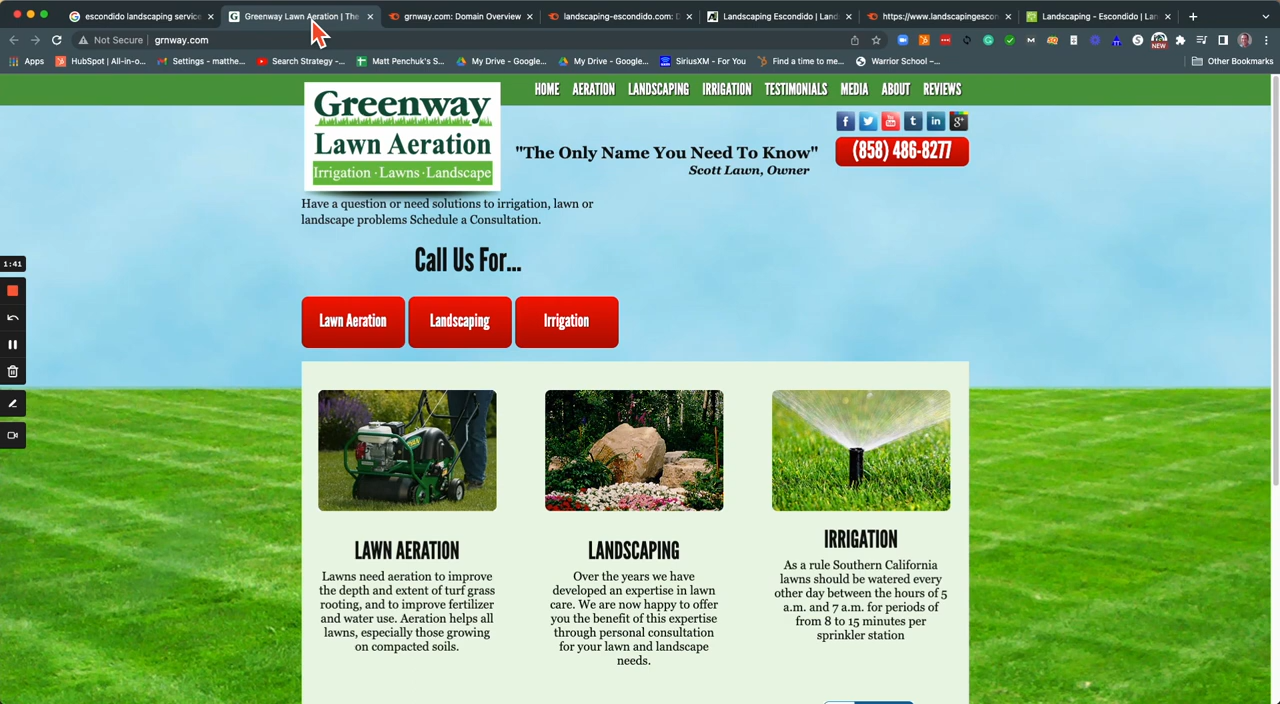 escondido landscaping service
Greenway Lawn Aeration | The
grnway.com: Domain Overview
landscaping-escondido.com: D
Landscaping Escondido | Land
https://www.landscapingescon
Landscaping - Escondido | La
Not Secure | grnway.com
NEW
Apps
HubSpot | All-in-o...
Settings - matthe...
Search Strategy -...
Matt Penchuk's S...
My Drive - Google...
My Drive - Google...
SiriusXM - For You
Find a time to me...
Warrior School –...
Other Bookmarks
HOME AERATION LANDSCAPING IRRIGATION TESTIMONIALS MEDIA ABOUT REVIEWS
Greenway
Lawn Aeration
Irrigation · Lawns · Landscape
"The Only Name You Need To Know"
Scott Lawn, Owner
(858) 486-8277
Have a question or need solutions to irrigation, lawn or
landscape problems Schedule a Consultation.
Call Us For...
1:41
Lawn Aeration
Landscaping
Irrigation
LAWN AERATION
Lawns need aeration to improve
the depth and extent of turf grass
rooting, and to improve fertilizer
and water use. Aeration helps all
lawns, especially those growing
on compacted soils.
LANDSCAPING
Over the years we have
developed an expertise in lawn
care. We are now happy to offer
you the benefit of this expertise
through personal consultation
for your lawn and landscape
needs.
IRRIGATION
As a rule Southern California
lawns should be watered every
other day between the hours of 5
a.m. and 7 a.m. for periods of
from 8 to 15 minutes per
sprinkler station